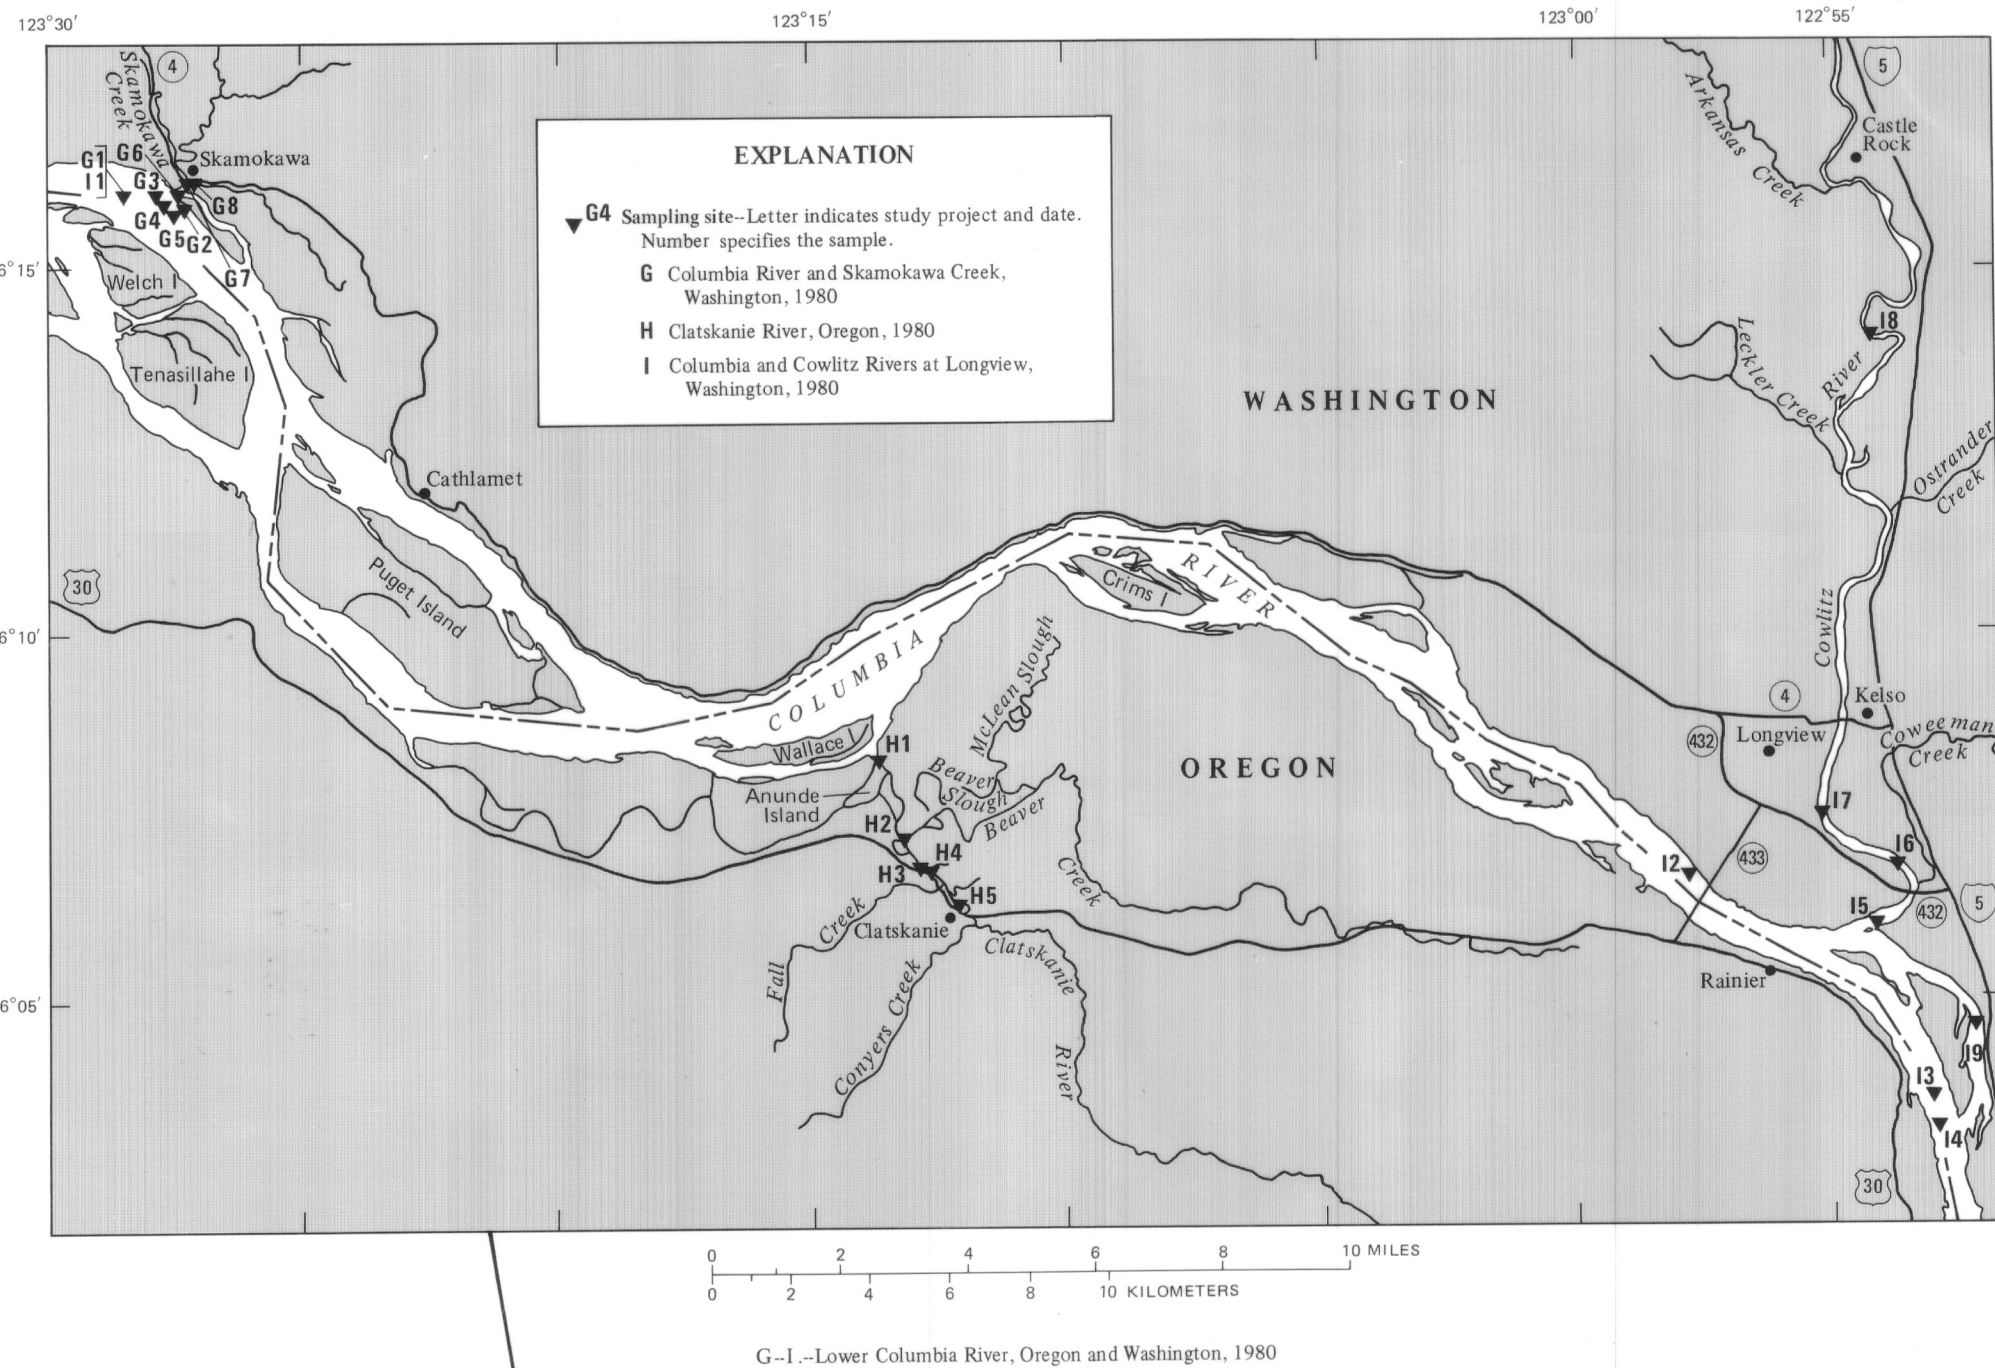 123°30′
123°15′
123°00′
122°55′
Skamokawa
Creek
4
5
Arkansas Creek
Castle
Rock
G1
G6
Skamokawa
I1
G3
G8
G4
G5
G2
G7
6°15′
Welch I
Tenasillahe I
EXPLANATION
G4 Sampling site--Letter indicates study project and date.
Number specifies the sample.
G Columbia River and Skamokawa Creek,
Washington, 1980
H Clatskanie River, Oregon, 1980
I Columbia and Cowlitz Rivers at Longview,
Washington, 1980
I8
Leckler Creek
River
WASHINGTON
Ostrander
Creek
Cathlamet
30
Puget Island
Crims I
RIVER
6°10′
COLUMBIA
McLean Slough
Cowlitz
4
Kelso
432
Longview
Coweeman
Creek
Wallace I
H1
OREGON
Beaver
Slough
Anunde
Island
Beaver
Creek
I7
H2
H4
H3
I6
433
I2
H5
I5
432
5
Fall
Creek
Clatskanie
Clatskanie
River
Conyers Creek
Rainier
6°05′
I9
I3
I4
30
0 2 4 6 8 10 MILES
0 2 4 6 8 10 KILOMETERS
G--I.--Lower Columbia River, Oregon and Washington, 1980